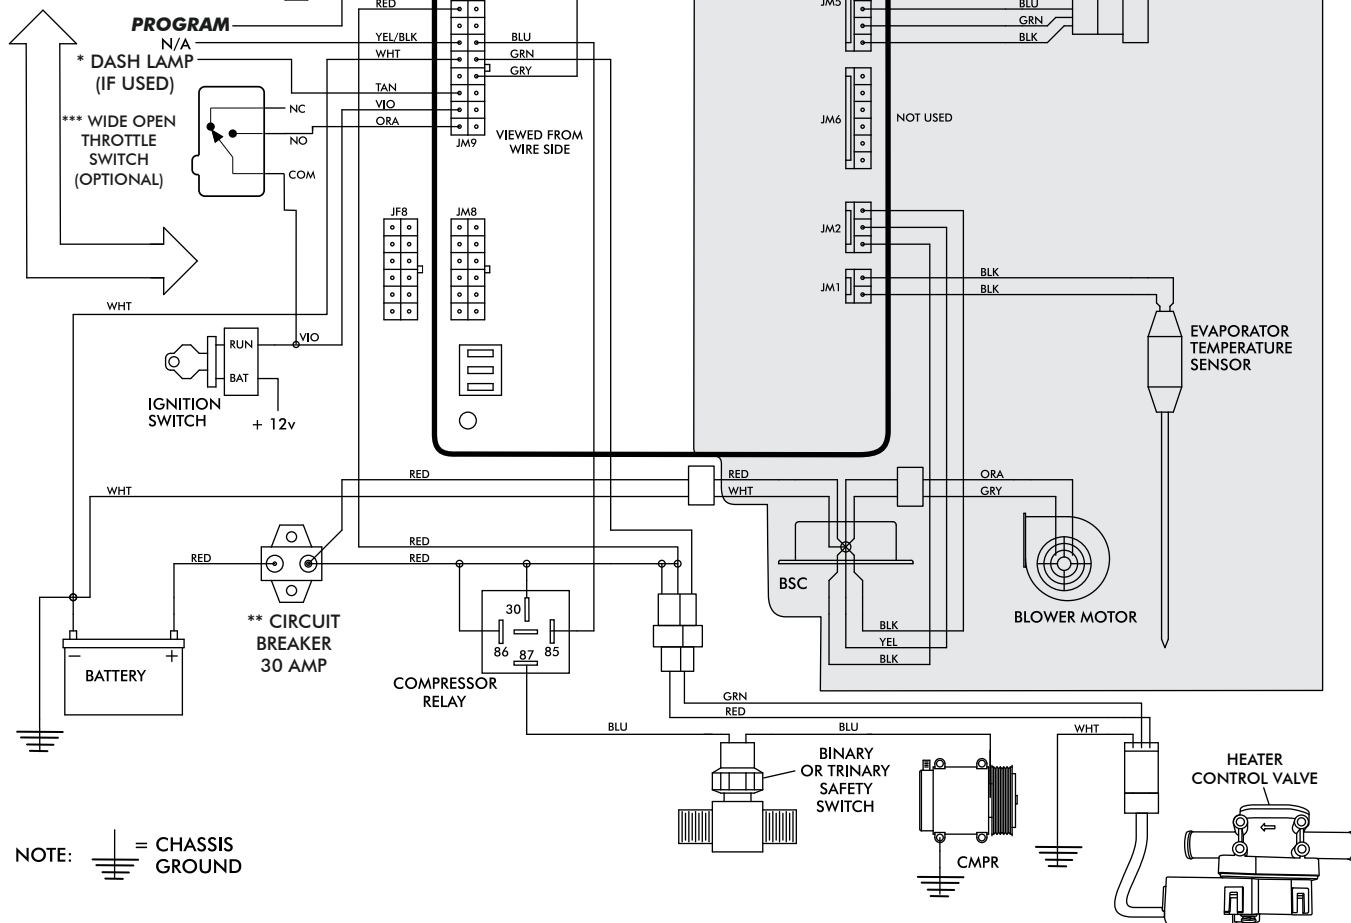 RED
PROGRAM
N/A
YEL/BLK
BLU
* DASH LAMP
(IF USED)
WHT
GRN
GRY
TAN
VIO
ORA
JM9
VIEWED FROM
WIRE SIDE
*** WIDE OPEN
THROTTLE
SWITCH
(OPTIONAL)
NC
NO
COM
JM5
BLU
GRN
BLK
JM6
NOT USED
JF8
JM8
JM2
JM1
BLK
BLK
EVAPORATOR
TEMPERATURE
SENSOR
WHT
RUN
VIO
BAT
IGNITION
SWITCH
+ 12v
RED
WHT
RED
WHT
ORA
GRY
RED
RED
RED
BSC
BLOWER MOTOR
** CIRCUIT
BREAKER
30 AMP
30
86
87
85
COMPRESSOR
RELAY
BLK
YEL
BLK
– +
BATTERY
GRN
RED
BLU
BLU
WHT
BINARY
OR TRINARY
SAFETY
SWITCH
CMPR
HEATER
CONTROL VALVE
NOTE:
= CHASSIS
GROUND